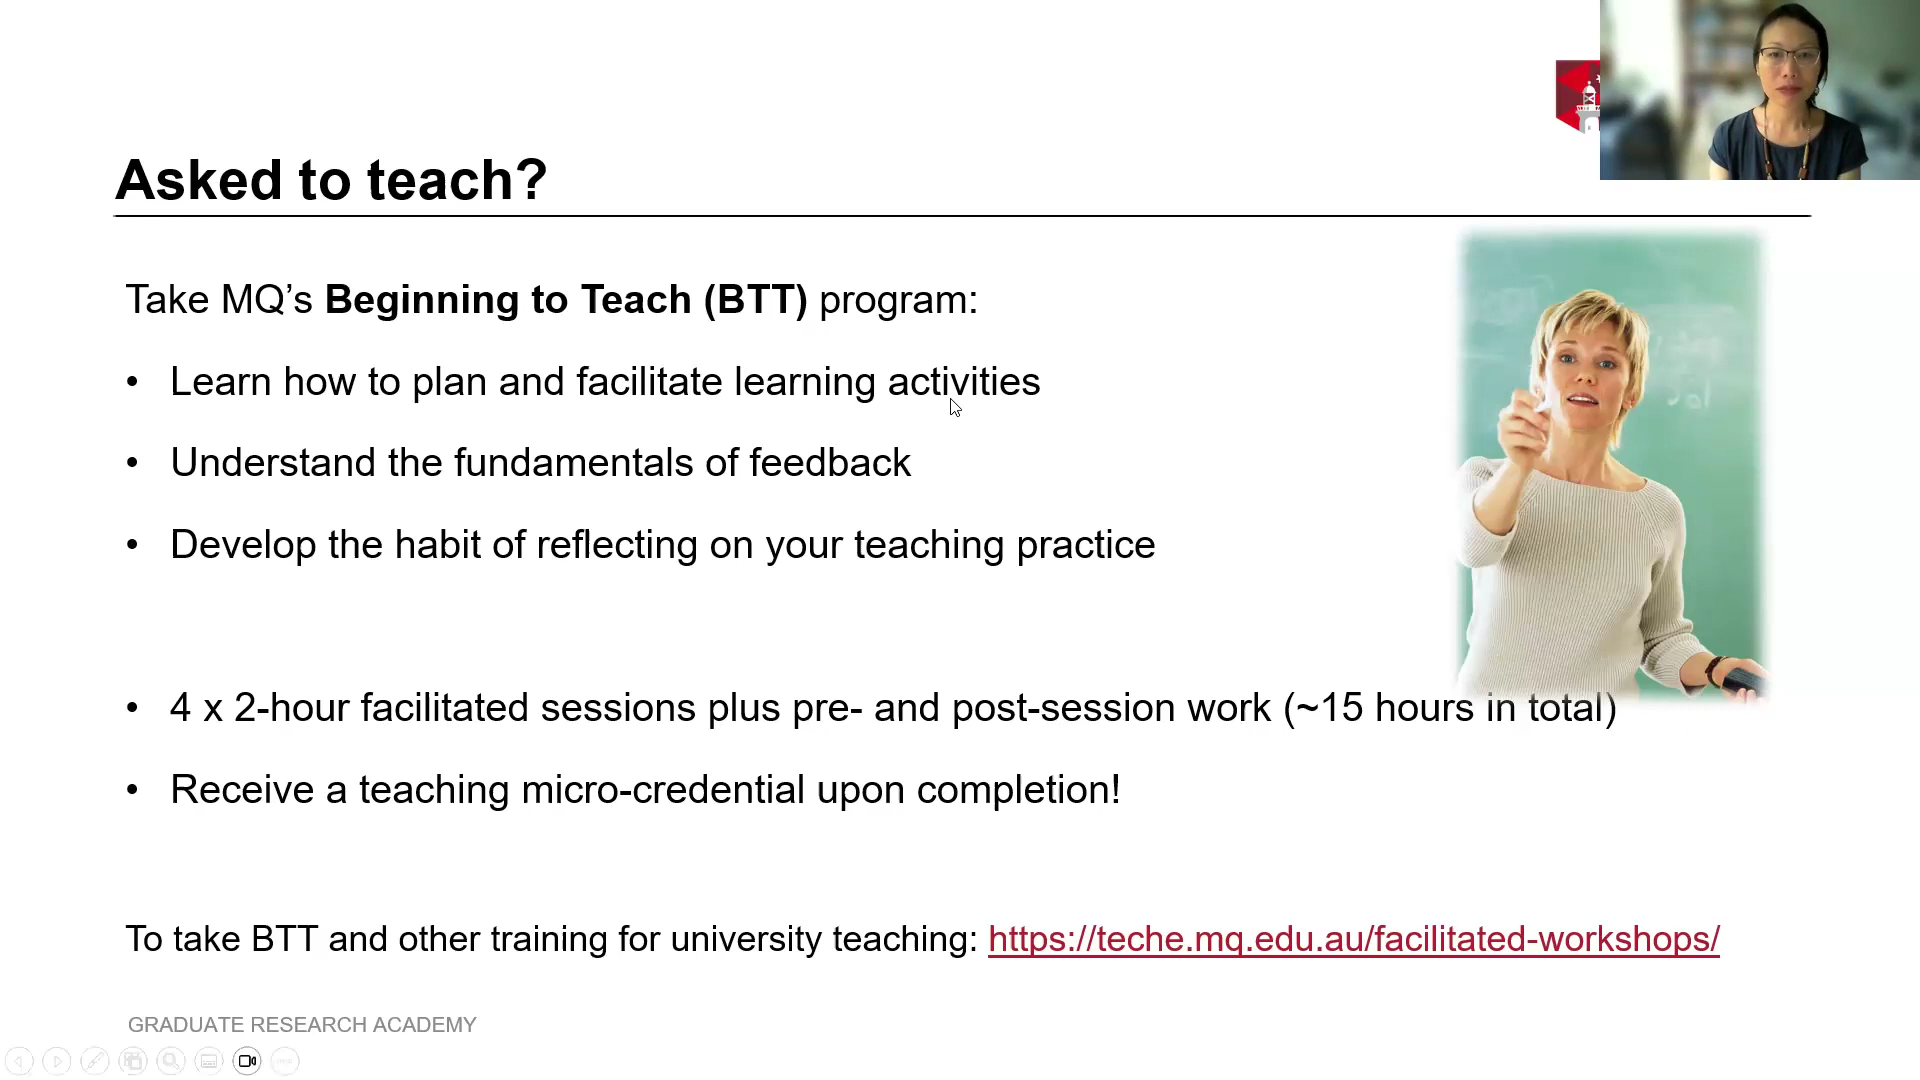 Asked to teach?
Take MQ’s Beginning to Teach (BTT) program:
• Learn how to plan and facilitate learning activities
• Understand the fundamentals of feedback
• Develop the habit of reflecting on your teaching practice
• 4 x 2-hour facilitated sessions plus pre- and post-session work (~15 hours in total)
• Receive a teaching micro-credential upon completion!
To take BTT and other training for university teaching: https://teche.mq.edu.au/facilitated-workshops/
GRADUATE RESEARCH ACADEMY